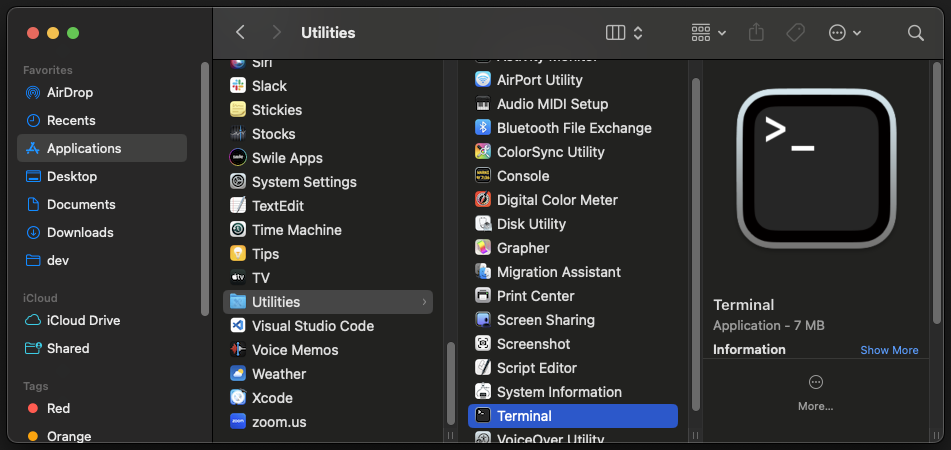 Utilities
Favorites
AirDrop
Recents
Applications
Desktop
Documents
Downloads
dev
iCloud
iCloud Drive
Shared
Tags
Red
Orange
Siri
Slack
Stickies
Stocks
Swile Apps
System Settings
TextEdit
Time Machine
Tips
TV
Utilities
Visual Studio Code
Voice Memos
Weather
Xcode
zoom.us
Activity Monitor
AirPort Utility
Audio MIDI Setup
Bluetooth File Exchange
ColorSync Utility
Console
Digital Color Meter
Disk Utility
Grapher
Migration Assistant
Print Center
Screen Sharing
Screenshot
Script Editor
System Information
Terminal
VoiceOver Utility
>_
Terminal
Application - 7 MB
Information Show More
More...